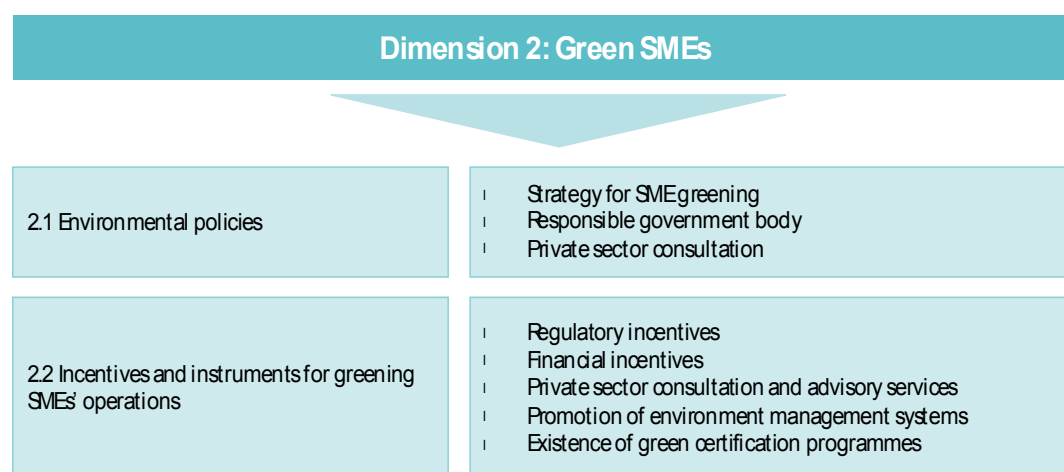 Dimension 2: Green SMEs
2.1 Environmental policies
l Strategy for SME greening
l Responsible government body
l Private sector consultation
2.2 Incentives and instruments for greening
SMEs' operations
l Regulatory incentives
l Financial incentives
l Private sector consultation and advisory services
l Promotion of environment management systems
l Existence of green certification programmes